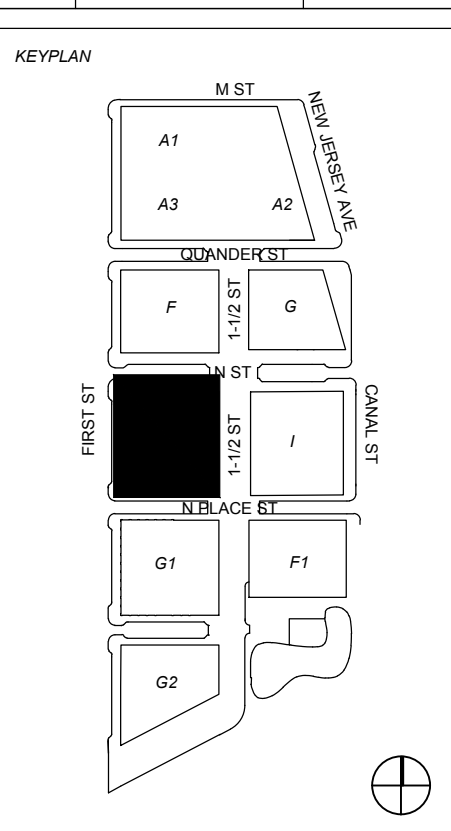 KEYPLAN
M ST
NEW JERSEY AVE
A1
A3
A2
QUANDER ST
F
1-1/2 ST
G
N ST
FIRST ST
1-1/2 ST
I
CANAL ST
N PLACE ST
G1
F1
G2